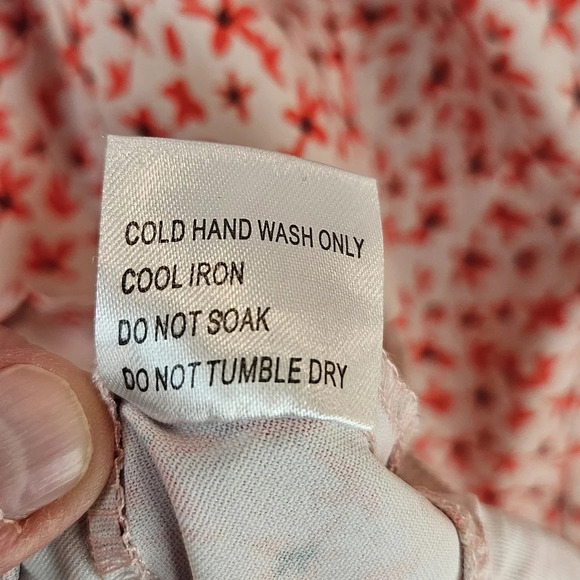 COLD HAND WASH ONLY
COOL IRON
DO NOT SOAK
DO NOT TUMBLE DRY